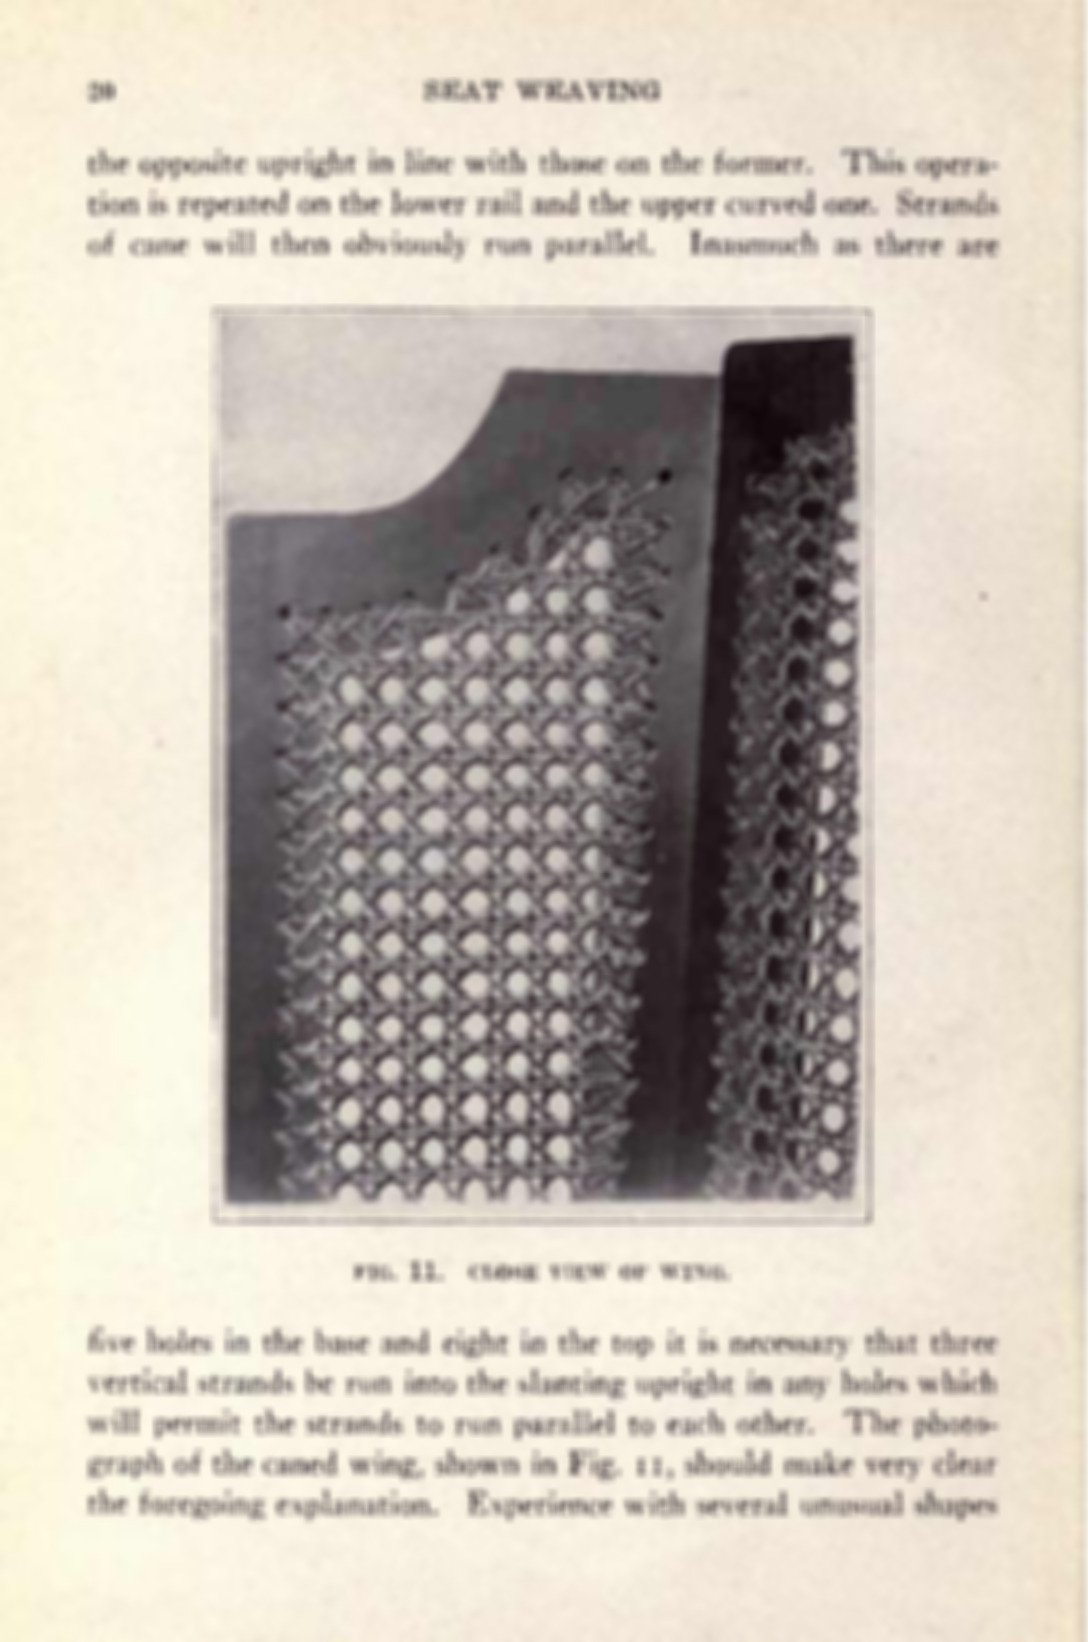 20 SEAT WEAVING
the opposite upright in line with those on the former. This opera-
tion is repeated on the lower rail and the upper curved one. Strands
of cane will then obviously run parallel. Inasmuch as there are
FIG. 11. CLOSE VIEW OF WING.
five holes in the base and eight in the top it is necessary that three
vertical strands be run into the slanting upright in any holes which
will permit the strands to run parallel to each other. The photo-
graph of the caned wing, shown in Fig. 11, should make very clear
the foregoing explanation. Experience with several unusual shapes